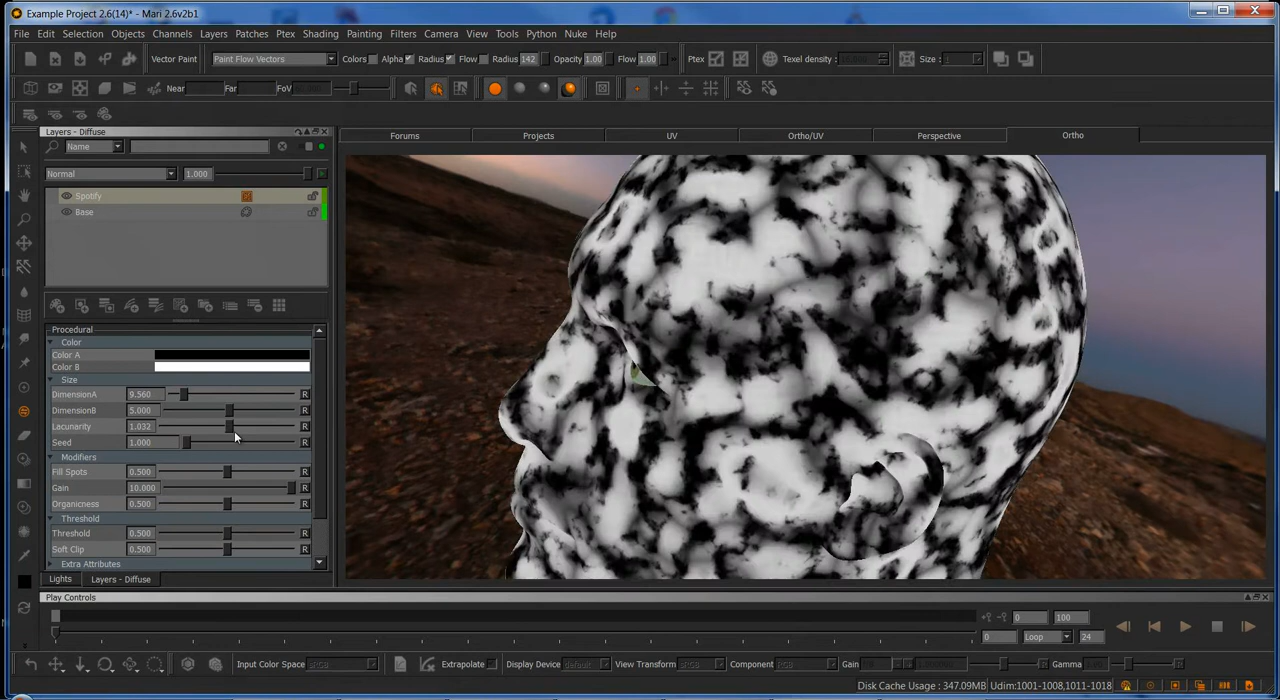 Example Project 2.6(14)* - Mari 2.6v2b1
File Edit Selection Objects Channels Layers Patches Ptex Shading Painting Filters Camera View Tools Python Nuke Help
Vector Paint Paint Flow Vectors Colors Alpha Radius Flow Radius 142 Opacity 1.00 Flow 1.00 Ptex Texel density: Size:
Near Far FoV
Layers - Diffuse
Forums Projects UV Ortho/UV Perspective Ortho
Name
Normal 1.000
Spotify
Base
Procedural
Color
Color A
Color B
Size
DimensionA 9.560 R
DimensionB 5.000 R
Lacunarity 1.032 R
Seed 1.000 R
Modifiers
Fill Spots 0.500 R
Gain 10.000 R
Organicness 0.500 R
Threshold
Threshold 0.500 R
Soft Clip 0.500 R
Extra Attributes
Lights Layers - Diffuse
Play Controls
0 100
0 Loop 24
Input Color Space sRGB Extrapolate Display Device default View Transform sRGB Component RGB Gain Gamma
Disk Cache Usage : 347.09MB Udim:1001-1008,1011-1018